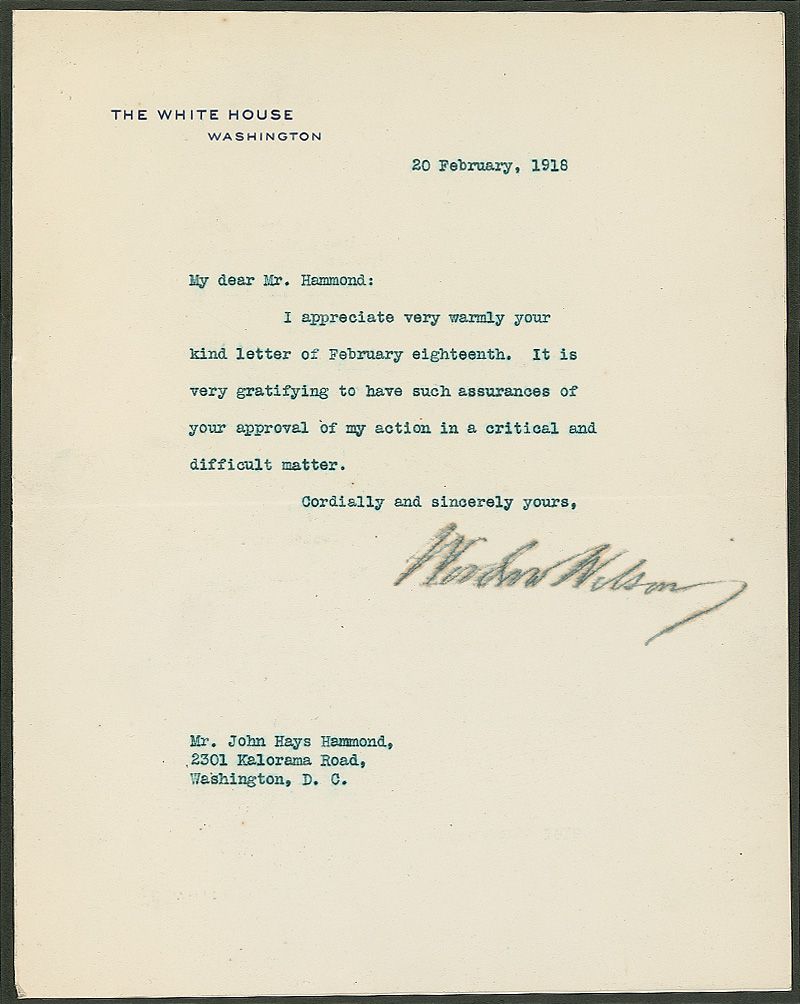 THE WHITE HOUSE
WASHINGTON
20 February, 1918
My dear Mr. Hammond:
I appreciate very warmly your
kind letter of February eighteenth. It is
very gratifying to have such assurances of
your approval of my action in a critical and
difficult matter.
Cordially and sincerely yours,
Woodrow Wilson
Mr. John Hays Hammond,
2301 Kalorama Road,
Washington, D. C.